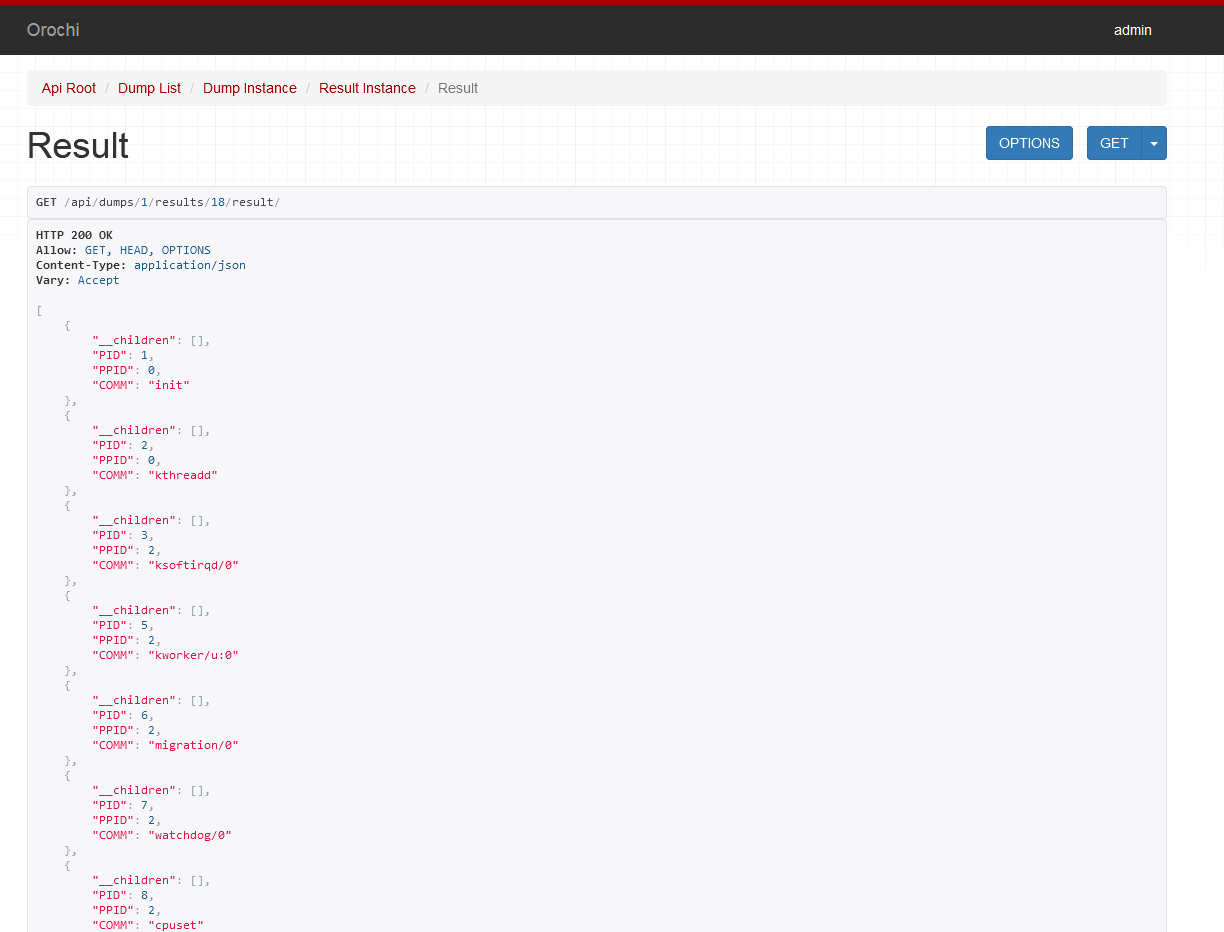 Orochi admin
Api Root / Dump List / Dump Instance / Result Instance / Result
Result OPTIONS GET
GET /api/dumps/1/results/18/result/
HTTP 200 OK
Allow: GET, HEAD, OPTIONS
Content-Type: application/json
Vary: Accept
[
{
"__children": [],
"PID": 1,
"PPID": 0,
"COMM": "init"
},
{
"__children": [],
"PID": 2,
"PPID": 0,
"COMM": "kthreadd"
},
{
"__children": [],
"PID": 3,
"PPID": 2,
"COMM": "ksoftirqd/0"
},
{
"__children": [],
"PID": 5,
"PPID": 2,
"COMM": "kworker/u:0"
},
{
"__children": [],
"PID": 6,
"PPID": 2,
"COMM": "migration/0"
},
{
"__children": [],
"PID": 7,
"PPID": 2,
"COMM": "watchdog/0"
},
{
"__children": [],
"PID": 8,
"PPID": 2,
"COMM": "cpuset"